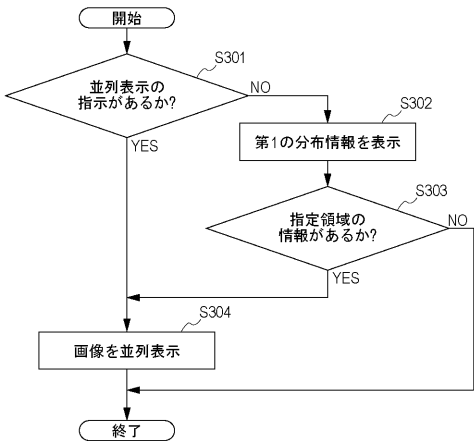 開始
S301
並列表示の
指示があるか?
NO
YES
S302
第1の分布情報を表示
S303
指定領域の
情報があるか?
NO
YES
S304
画像を並列表示
終了